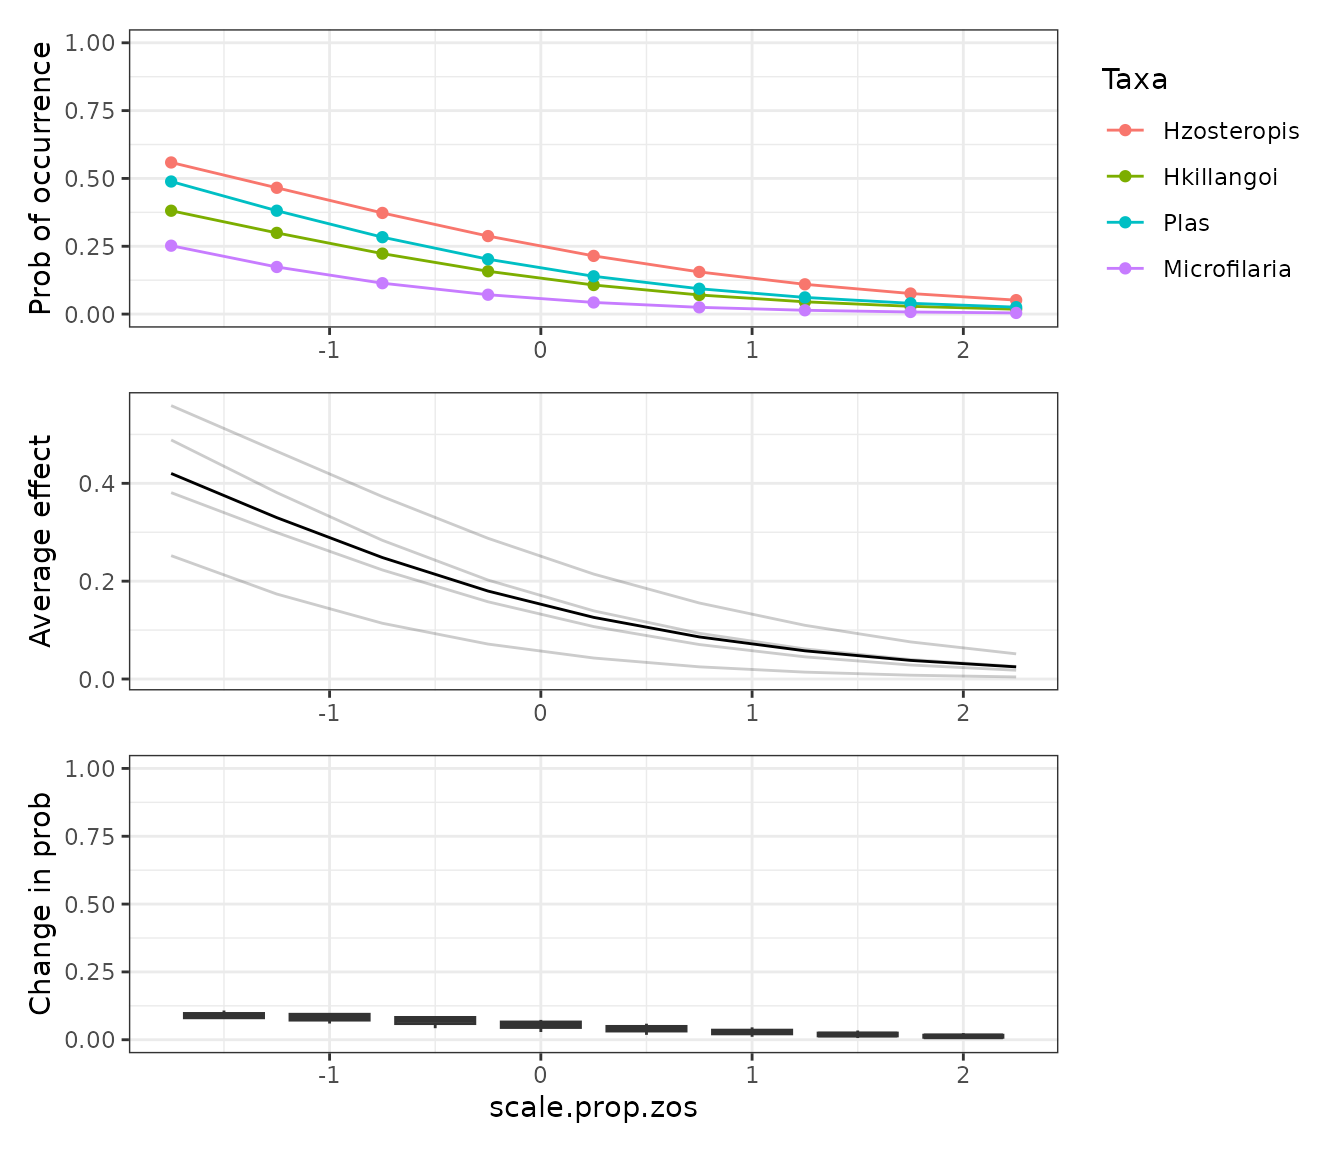 Prob of occurrence
1.00
0.75
0.50
0.25
0.00
-1 0 1 2
Taxa
Hzosteropis
Hkillangoi
Plas
Microfilaria
Average effect
0.4
0.2
0.0
-1 0 1 2
Change in prob
1.00
0.75
0.50
0.25
0.00
-1 0 1 2
scale.prop.zos